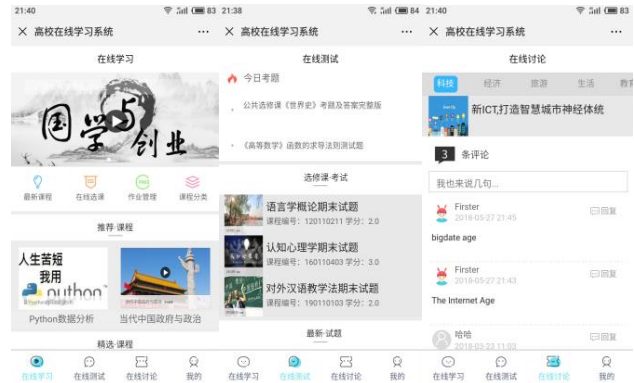 21:40
83
× 高校在线学习系统 ···
在线学习
国学与创业
最新课程 在线选课 作业管理 课程分类
推荐·课程
人生苦短
我用
python
Python数据分析 当代中国政府与政治
精选·课程
在线学习 在线测试 在线讨论 我的
21:38
84
× 高校在线学习系统 ···
在线测试
今日考题
公共选修课《世界史》考题及答案完整版
《高等数学》函数的求导法则测试题
选修课·考试
语言学概论期末试题
课程编号：120110211 学分：2.0
认知心理学期末试题
课程编号：160110403 学分：3.0
对外汉语教学法期末试题
课程编号：190110103 学分：2.0
最新·试题
在线学习 在线测试 在线讨论 我的
21:40
83
× 高校在线学习系统 ···
在线讨论
科技 经济 旅游 生活 教育
新ICT,打造智慧城市神经体统
3 条评论
我也来说几句...
Firster
2018-05-27 21:45
回复
bigdate age
Firster
2018-05-27 21:43
回复
The Internet Age
哈哈
2018-03-23 11:03
回复
在线学习 在线测试 在线讨论 我的